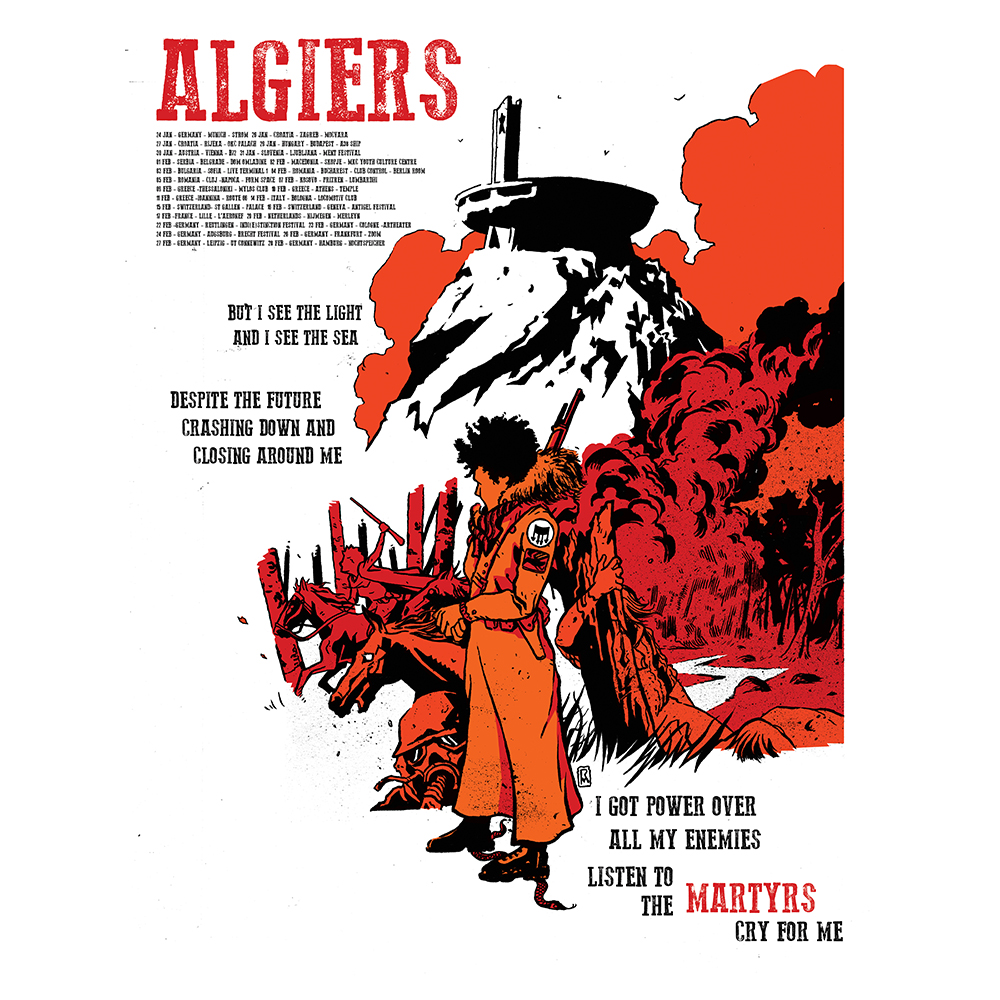 ALGIERS
24 JAN - GERMANY - MUNICH - STROM 26 JAN - CROATIA - ZAGREB - MOCVARA
27 JAN - CROATIA - RIJEKA - OKC PALACH 29 JAN - HUNGARY - BUDAPEST - A38 SHIP
30 JAN - AUSTRIA - VIENNA - B72 31 JAN - SLOVENIA - LJUBLJANA - MENT FESTIVAL
01 FEB - SERBIA - BELGRADE - DOM OMLADINE 02 FEB - MACEDONIA - SKOPJE - MKC YOUTH CULTURE CENTRE
03 FEB - BULGARIA - SOFIA - LIVE TERMINAL 1 04 FEB - ROMANIA - BUCHAREST - CLUB CONTROL - BERLIN ROOM
05 FEB - ROMANIA - CLUJ -NAPOCA - FORM SPACE 07 FEB - KOSOVO - PRIZREN - LUMBARDHI
09 FEB - GREECE -THESSALONIKI - MYLOS CLUB 10 FEB - GREECE - ATHENS - TEMPLE
11 FEB - GREECE -IOANNINA - ROUTE 66 14 FEB - ITALY - BOLOGNA - LOCOMOTIV CLUB
15 FEB - SWITZERLAND- ST GALLEN - PALACE 16 FEB - SWITZERLAND - GENEVA - ANTIGEL FESTIVAL
17 FEB -FRANCE - LILLE - L'AERONEF 20 FEB - NETHERLANDS - NIJMEGEN - MERLEYN
22 FEB -GERMANY - REUTLINGEN - FESTIVAL 23 FEB - GERMANY - COLOGNE -ARTHEATER
24 FEB - GERMANY - AUGSBURG - BRECHT FESTIVAL 26 FEB - GERMANY - FRANKFURT - ZOOM
27 FEB - GERMANY - LEIPZIG - UT CONNEWITZ 28 FEB - GERMANY - HAMBURG - NOCHTSPEICHER
BUT I SEE THE LIGHT
AND I SEE THE SEA
DESPITE THE FUTURE
CRASHING DOWN AND
CLOSING AROUND ME
I GOT POWER OVER
ALL MY ENEMIES
LISTEN TO
THE MARTYRS
CRY FOR ME